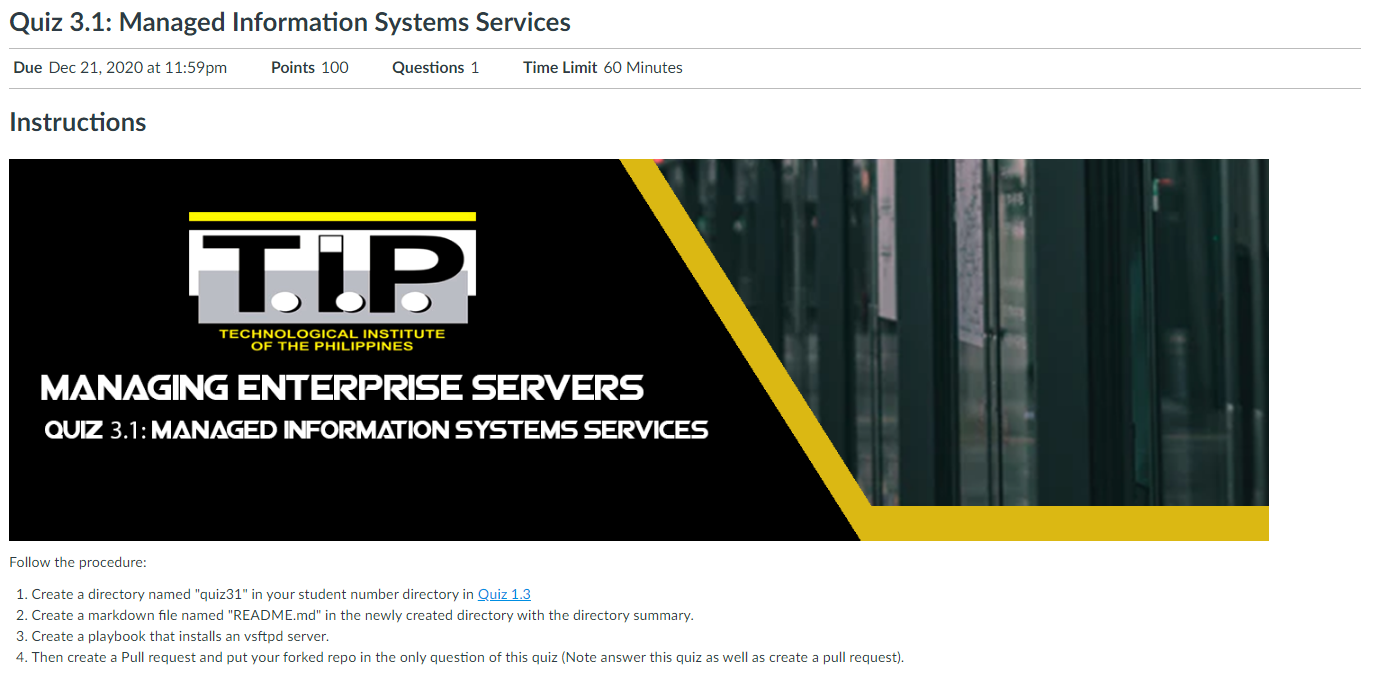 Quiz 3.1: Managed Information Systems Services
Due Dec 21, 2020 at 11:59pm Points 100 Questions 1 Time Limit 60 Minutes
Instructions
T.I.P.
TECHNOLOGICAL INSTITUTE
OF THE PHILIPPINES
MANAGING ENTERPRISE SERVERS
QUIZ 3.1: MANAGED INFORMATION SYSTEMS SERVICES
Follow the procedure:
1. Create a directory named "quiz31" in your student number directory in Quiz 1.3
2. Create a markdown file named "README.md" in the newly created directory with the directory summary.
3. Create a playbook that installs an vsftpd server.
4. Then create a Pull request and put your forked repo in the only question of this quiz (Note answer this quiz as well as create a pull request).